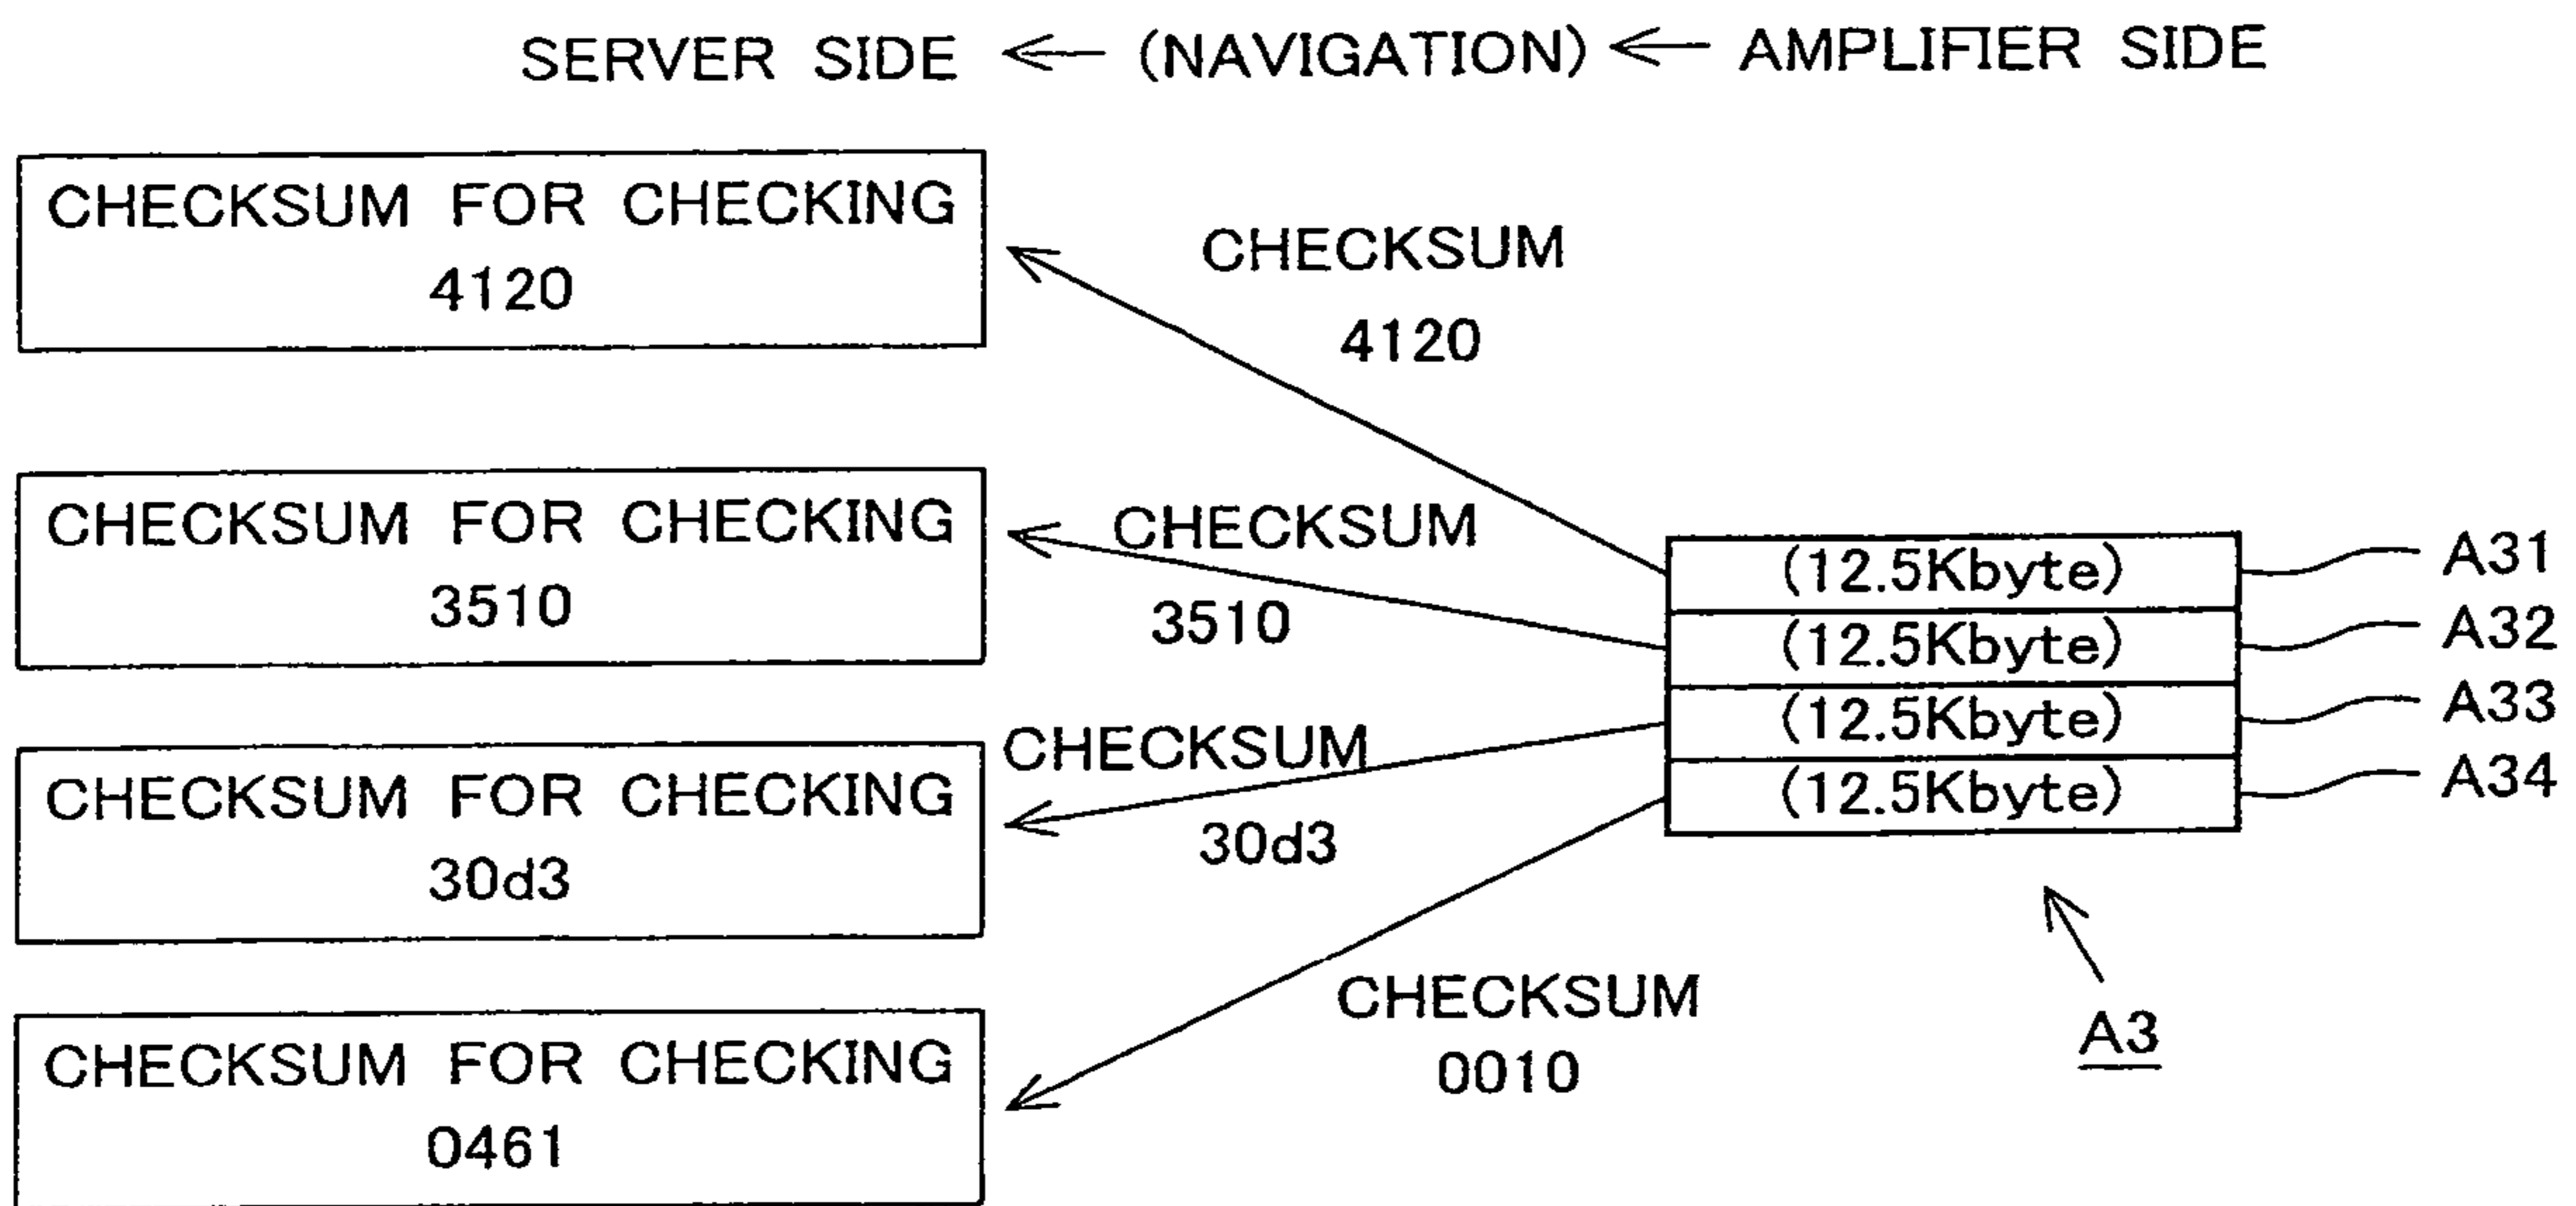 SERVER SIDE ← (NAVIGATION) ← AMPLIFIER SIDE
CHECKSUM FOR CHECKING
4120
CHECKSUM
4120
CHECKSUM FOR CHECKING
3510
CHECKSUM
3510
CHECKSUM FOR CHECKING
30d3
CHECKSUM
30d3
CHECKSUM FOR CHECKING
0461
CHECKSUM
0010
(12.5Kbyte) A31
(12.5Kbyte) A32
(12.5Kbyte) A33
(12.5Kbyte) A34
A3